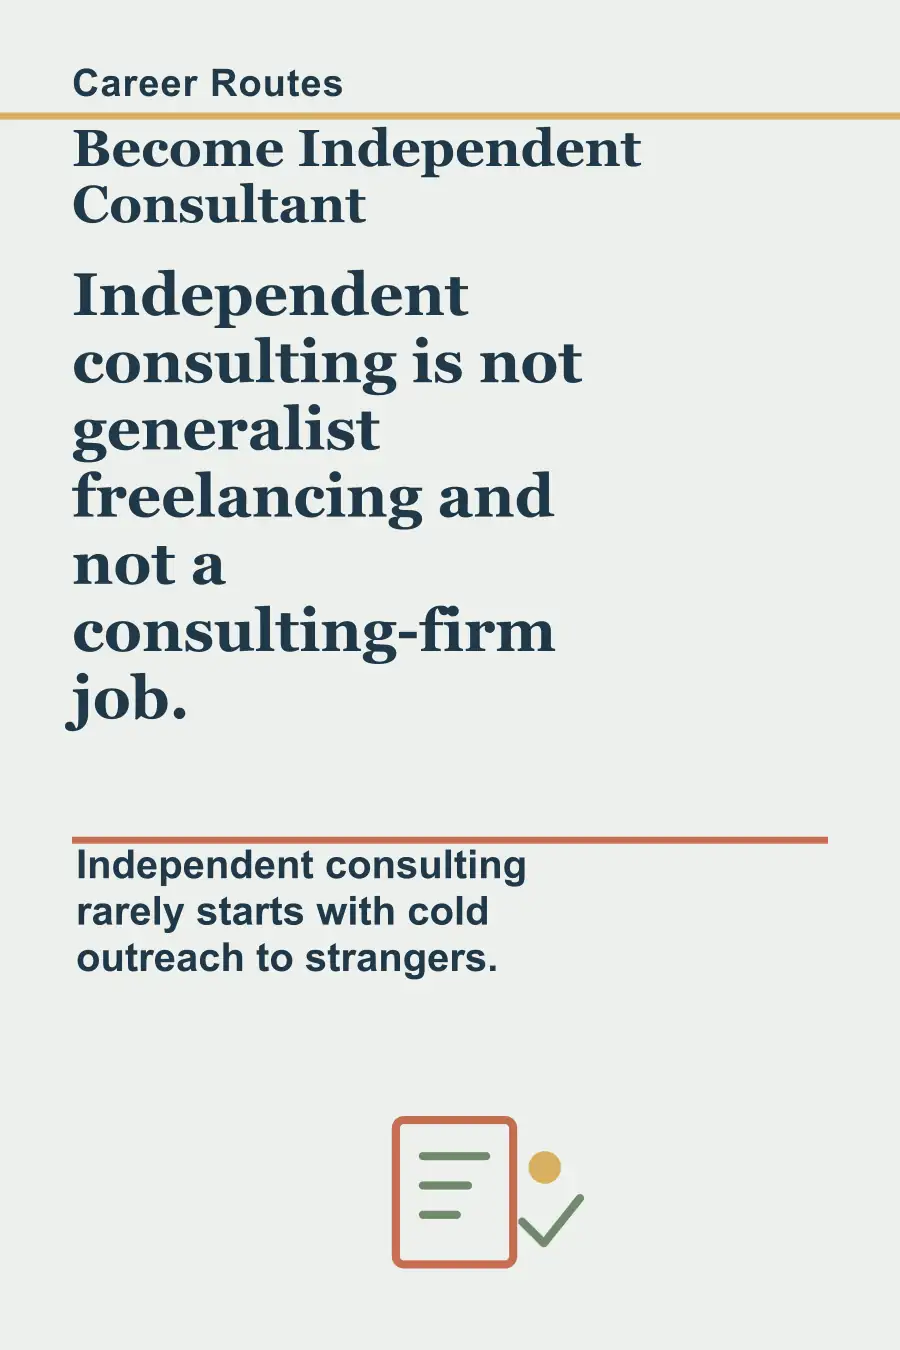 Career Routes
Become Independent
Consultant
Independent
consulting is not
generalist
freelancing and
not a
consulting-firm
job.
Independent consulting
rarely starts with cold
outreach to strangers.